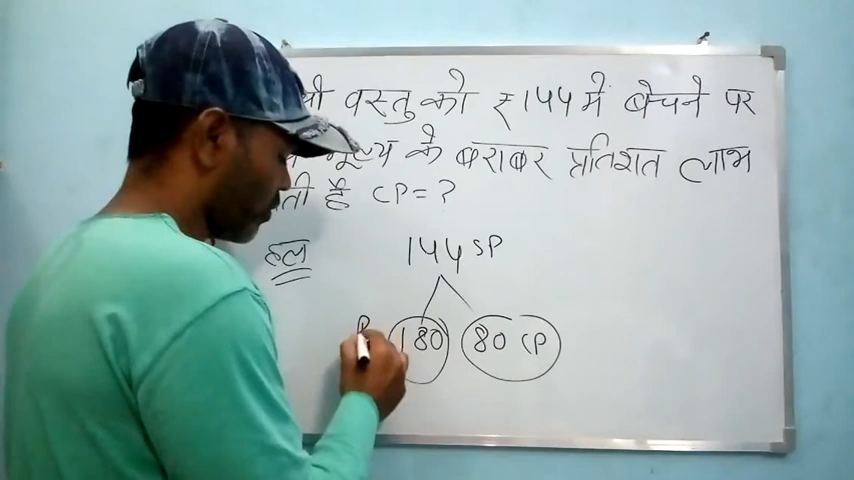 वस्तु को ₹144 में बेचने पर
मूल्य के बराबर प्रतिशत लाभ
है CP=?
हल
144 SP
180 80 CP